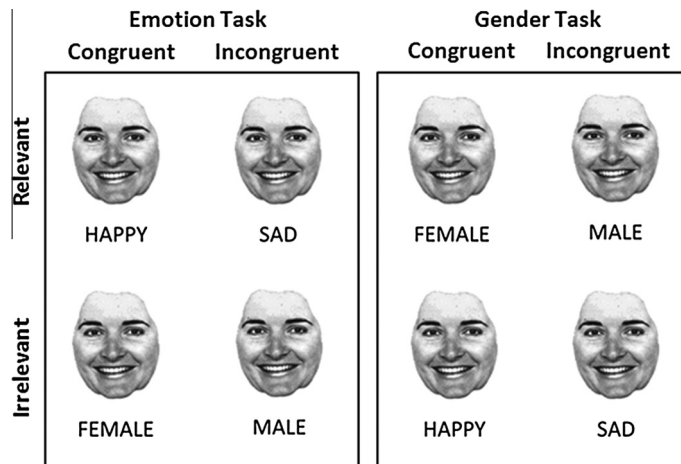 Emotion Task Gender Task
Congruent Incongruent Congruent Incongruent
Relevant
HAPPY SAD FEMALE MALE
Irrelevant
FEMALE MALE HAPPY SAD